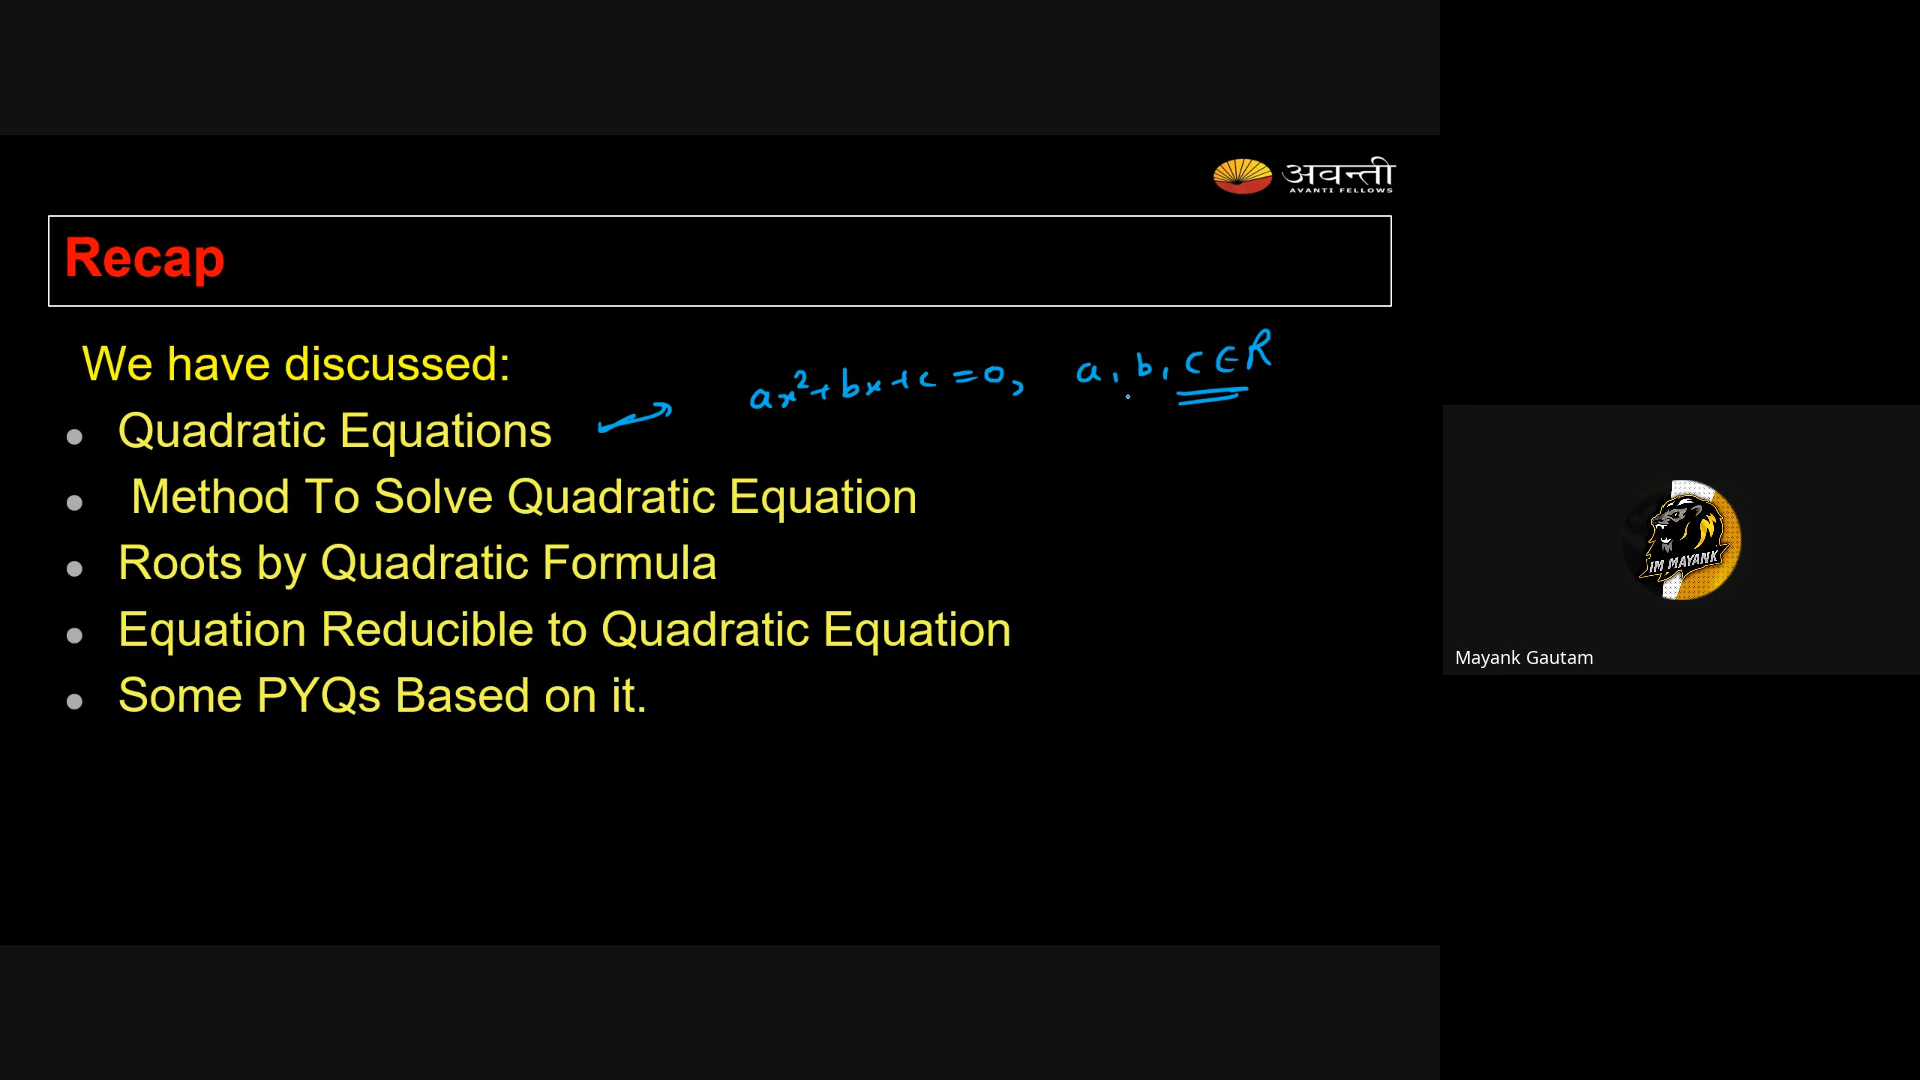 अवन्ती
AVANTI FELLOWS
Recap
We have discussed:
ax²+bx+c=0, a, b, c∈R
• Quadratic Equations
• Method To Solve Quadratic Equation
• Roots by Quadratic Formula
• Equation Reducible to Quadratic Equation
• Some PYQs Based on it.
IM MAYANK
Mayank Gautam